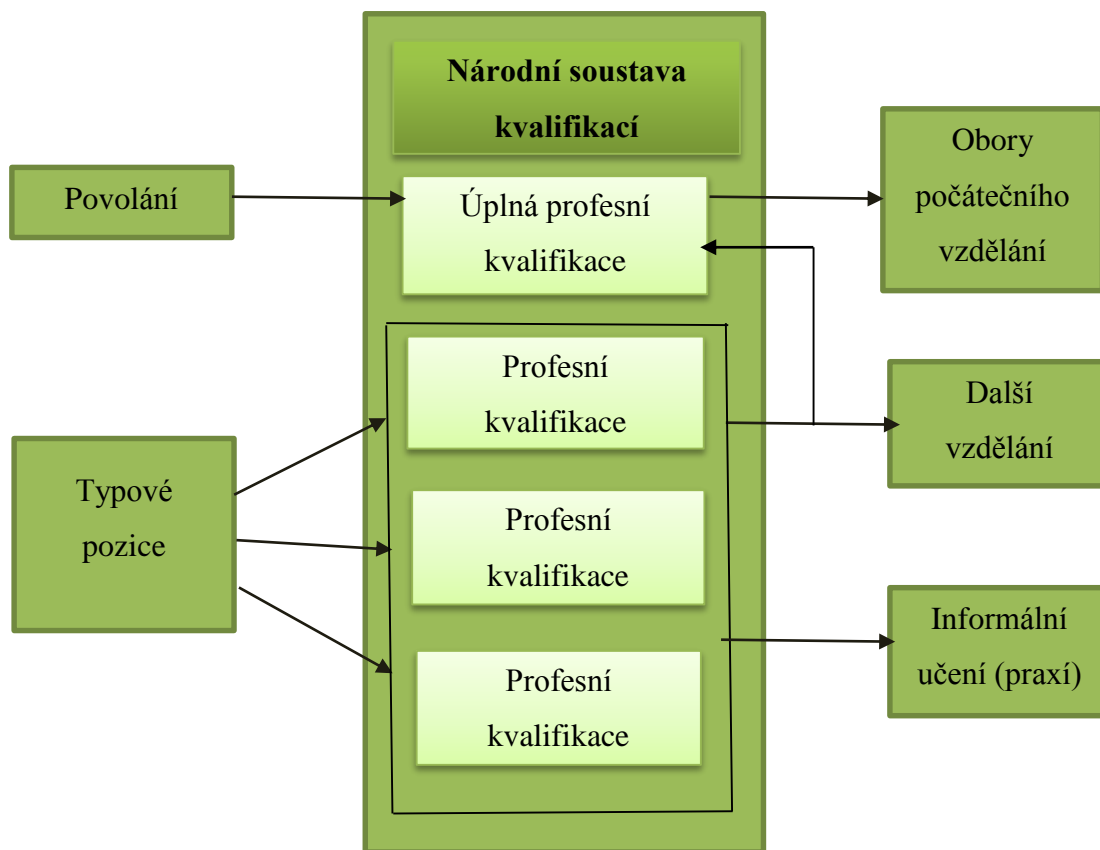 Národní soustava
kvalifikací
Povolání
Úplná profesní
kvalifikace
Obory
počátečního
vzdělání
Profesní
kvalifikace
Další
vzdělání
Typové
pozice
Profesní
kvalifikace
Informální
učení (praxí)
Profesní
kvalifikace